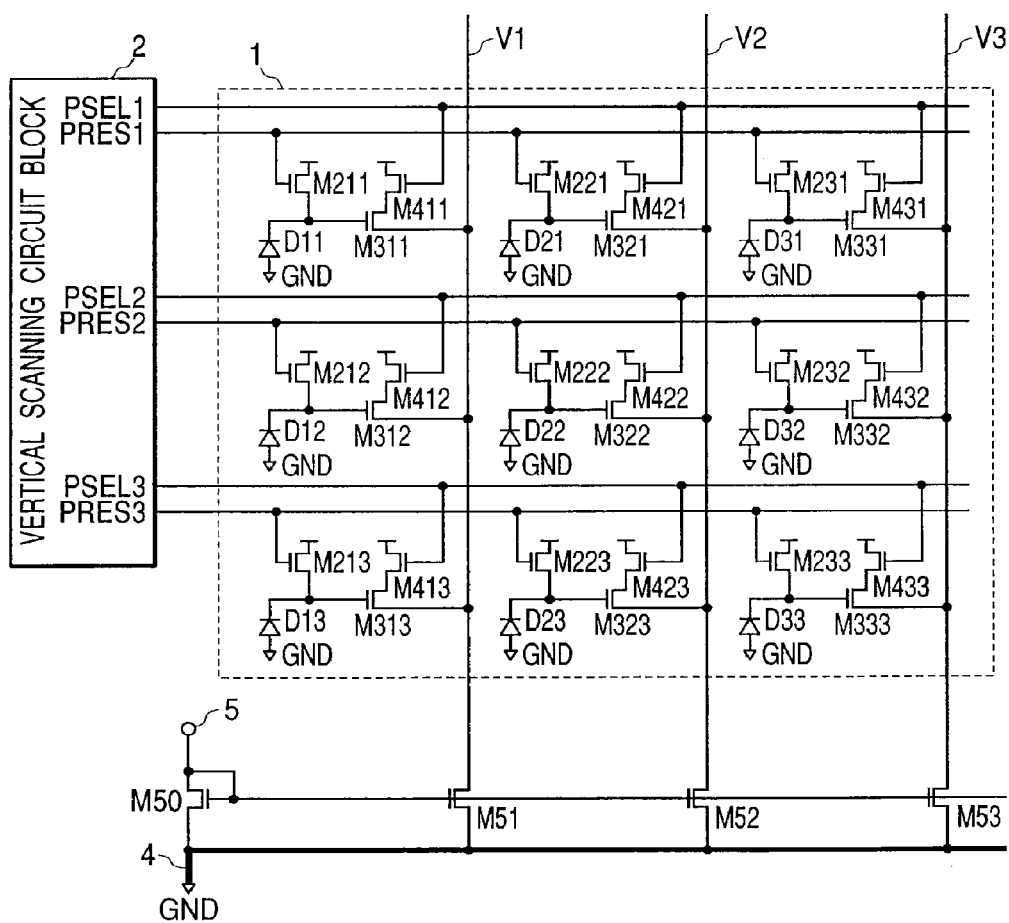 V1
V2
V3
2
1
VERTICAL SCANNING CIRCUIT BLOCK
PSEL1
PRES1
M211
M411
M221
M421
M231
M431
D11
M311
D21
M321
D31
M331
GND
GND
GND
PSEL2
PRES2
M212
M412
M222
M422
M232
M432
D12
M312
D22
M322
D32
M332
GND
GND
GND
PSEL3
PRES3
M213
M413
M223
M423
M233
M433
D13
M313
D23
M323
D33
M333
GND
GND
GND
5
M50
M51
M52
M53
4
GND